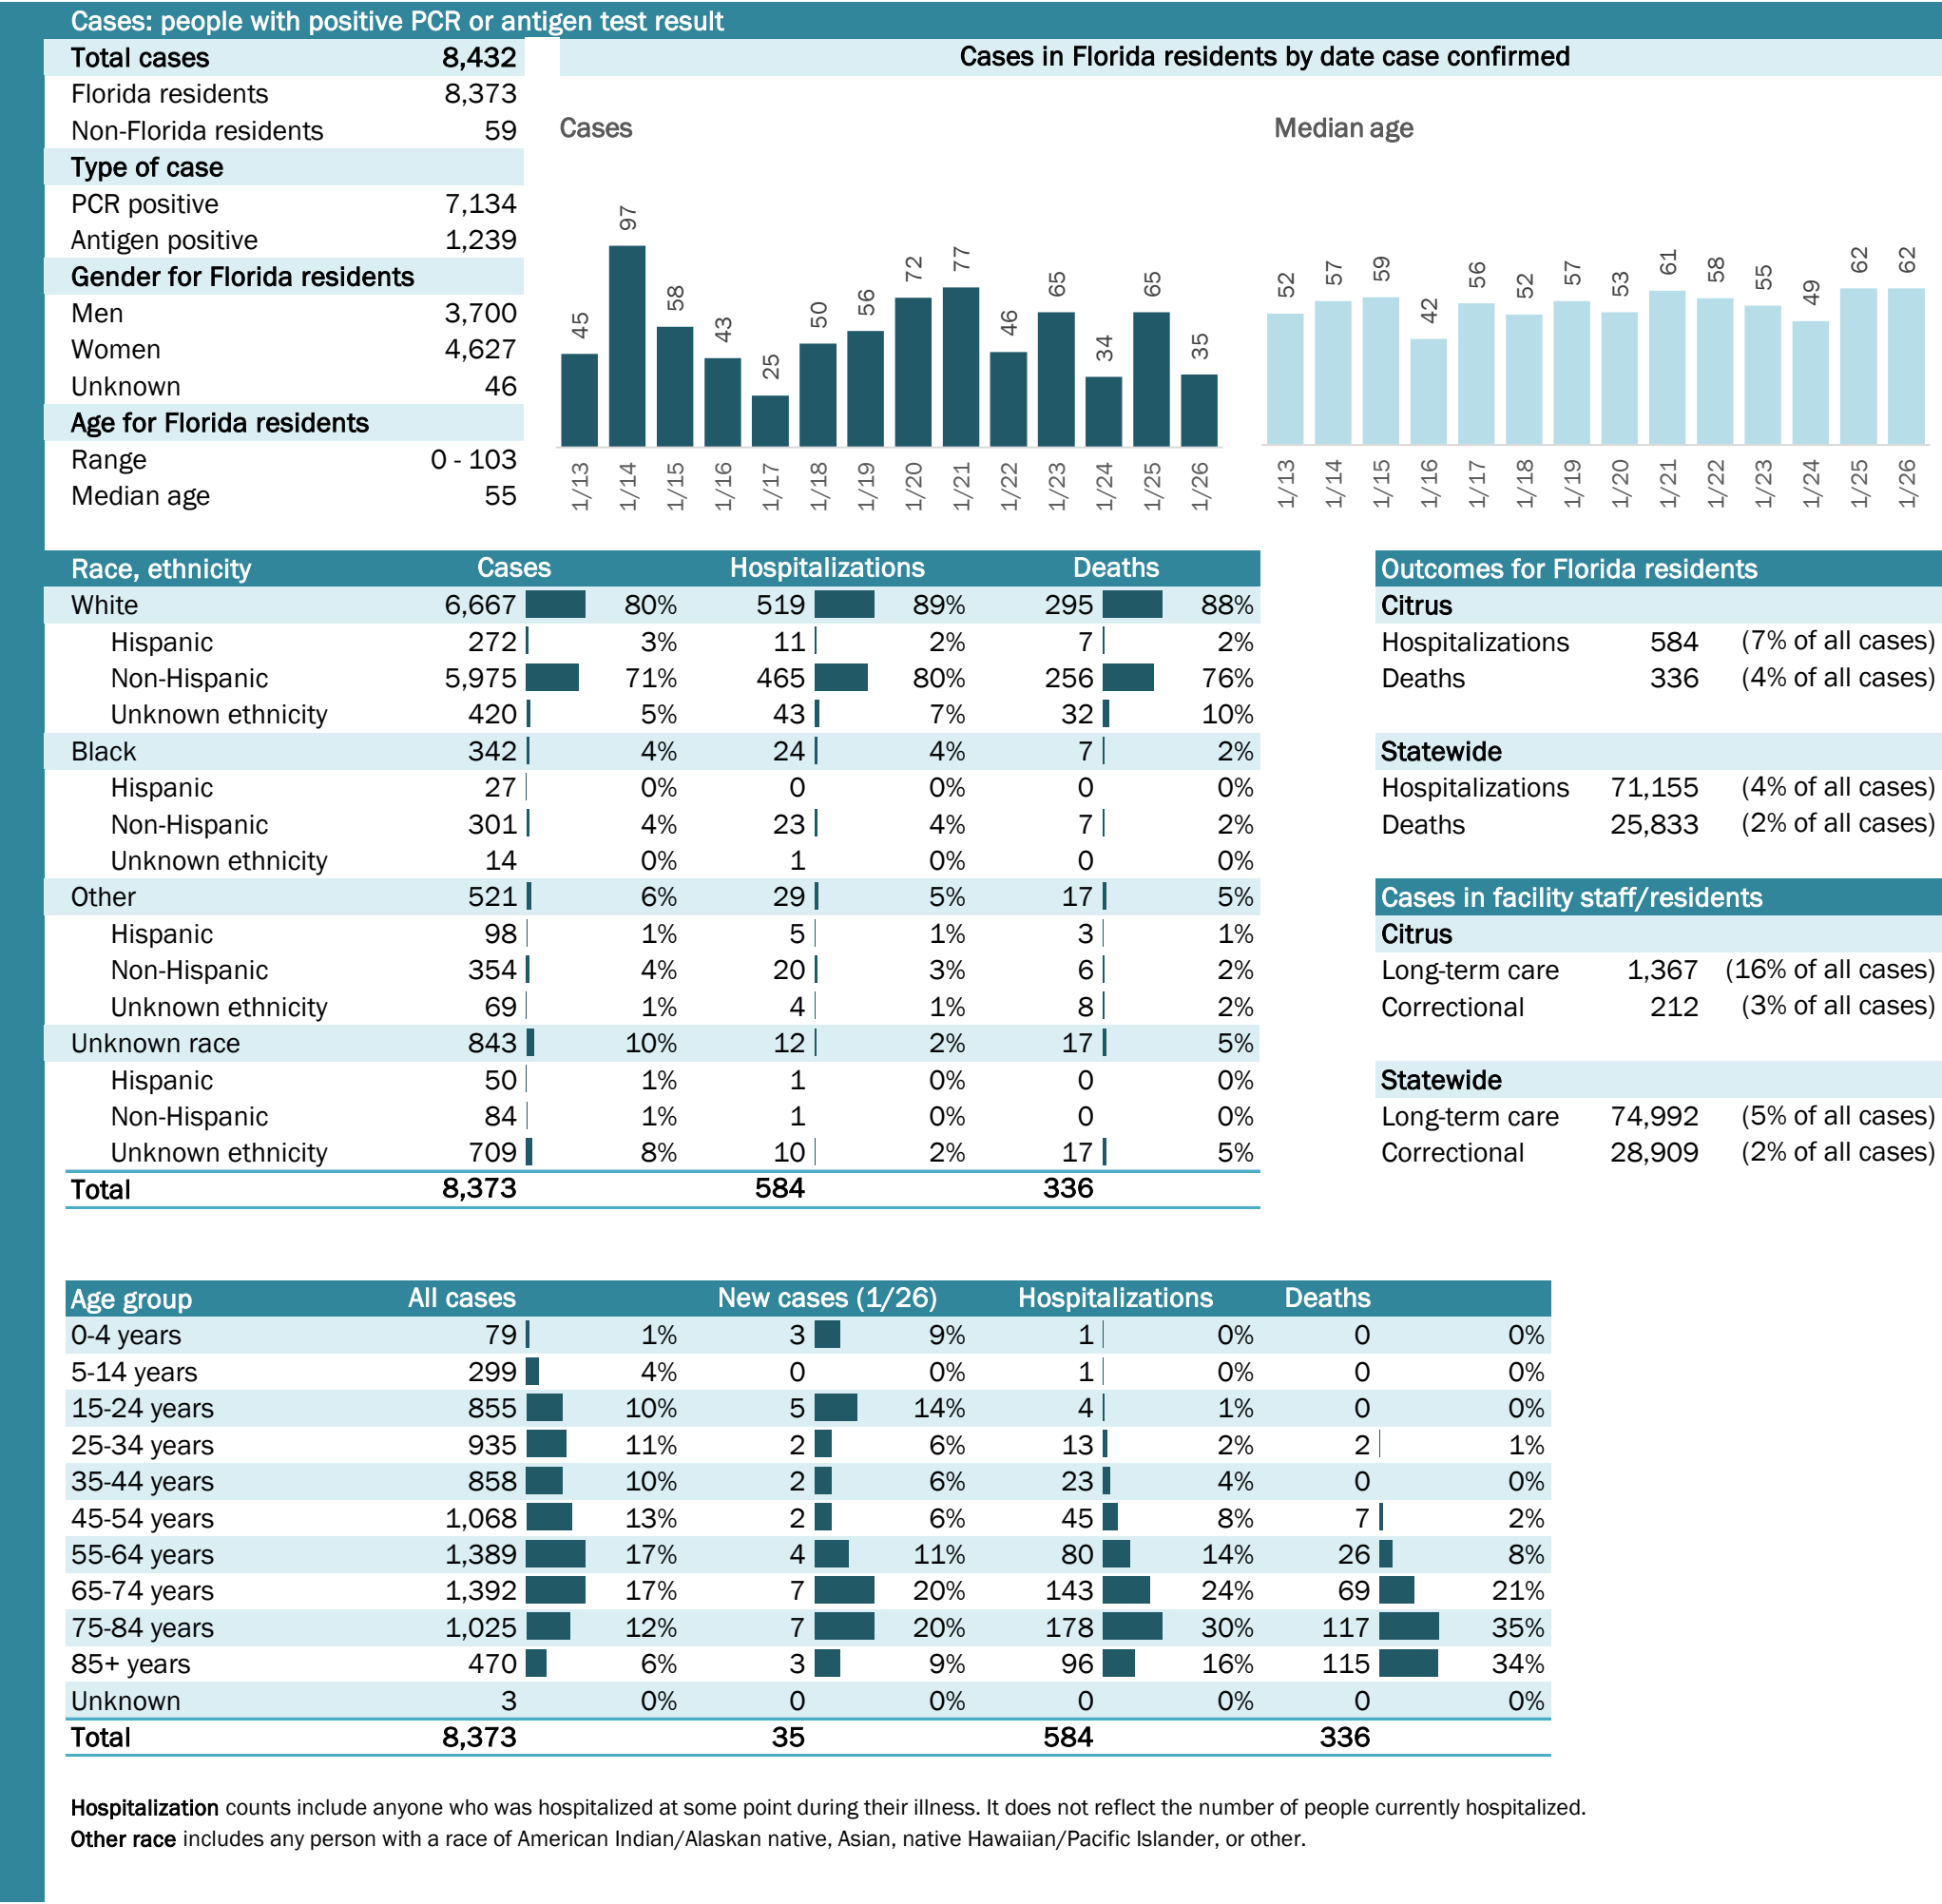 Cases: people with positive PCR or antigen test result
Total cases 8,432
Florida residents 8,373
Non-Florida residents 59
Type of case
PCR positive 7,134
Antigen positive 1,239
Gender for Florida residents
Men 3,700
Women 4,627
Unknown 46
Age for Florida residents
Range 0 - 103
Median age 55
Cases in Florida residents by date case confirmed
Cases
45 97 58 43 25 50 56 72 77 46 65 34 65 35
1/13 1/14 1/15 1/16 1/17 1/18 1/19 1/20 1/21 1/22 1/23 1/24 1/25 1/26
Median age
52 57 59 42 56 52 57 53 61 58 55 49 62 62
1/13 1/14 1/15 1/16 1/17 1/18 1/19 1/20 1/21 1/22 1/23 1/24 1/25 1/26
Race, ethnicity Cases Hospitalizations Deaths
White 6,667 80% 519 89% 295 88%
Hispanic 272 3% 11 2% 7 2%
Non-Hispanic 5,975 71% 465 80% 256 76%
Unknown ethnicity 420 5% 43 7% 32 10%
Black 342 4% 24 4% 7 2%
Hispanic 27 0% 0 0% 0 0%
Non-Hispanic 301 4% 23 4% 7 2%
Unknown ethnicity 14 0% 1 0% 0 0%
Other 521 6% 29 5% 17 5%
Hispanic 98 1% 5 1% 3 1%
Non-Hispanic 354 4% 20 3% 6 2%
Unknown ethnicity 69 1% 4 1% 8 2%
Unknown race 843 10% 12 2% 17 5%
Hispanic 50 1% 1 0% 0 0%
Non-Hispanic 84 1% 1 0% 0 0%
Unknown ethnicity 709 8% 10 2% 17 5%
Total 8,373 584 336
Outcomes for Florida residents
Citrus
Hospitalizations 584 (7% of all cases)
Deaths 336 (4% of all cases)
Statewide
Hospitalizations 71,155 (4% of all cases)
Deaths 25,833 (2% of all cases)
Cases in facility staff/residents
Citrus
Long-term care 1,367 (16% of all cases)
Correctional 212 (3% of all cases)
Statewide
Long-term care 74,992 (5% of all cases)
Correctional 28,909 (2% of all cases)
Age group All cases New cases (1/26) Hospitalizations Deaths
0-4 years 79 1% 3 9% 1 0% 0 0%
5-14 years 299 4% 0 0% 1 0% 0 0%
15-24 years 855 10% 5 14% 4 1% 0 0%
25-34 years 935 11% 2 6% 13 2% 2 1%
35-44 years 858 10% 2 6% 23 4% 0 0%
45-54 years 1,068 13% 2 6% 45 8% 7 2%
55-64 years 1,389 17% 4 11% 80 14% 26 8%
65-74 years 1,392 17% 7 20% 143 24% 69 21%
75-84 years 1,025 12% 7 20% 178 30% 117 35%
85+ years 470 6% 3 9% 96 16% 115 34%
Unknown 3 0% 0 0% 0 0% 0 0%
Total 8,373 35 584 336
Hospitalization counts include anyone who was hospitalized at some point during their illness. It does not reflect the number of people currently hospitalized.
Other race includes any person with a race of American Indian/Alaskan native, Asian, native Hawaiian/Pacific Islander, or other.